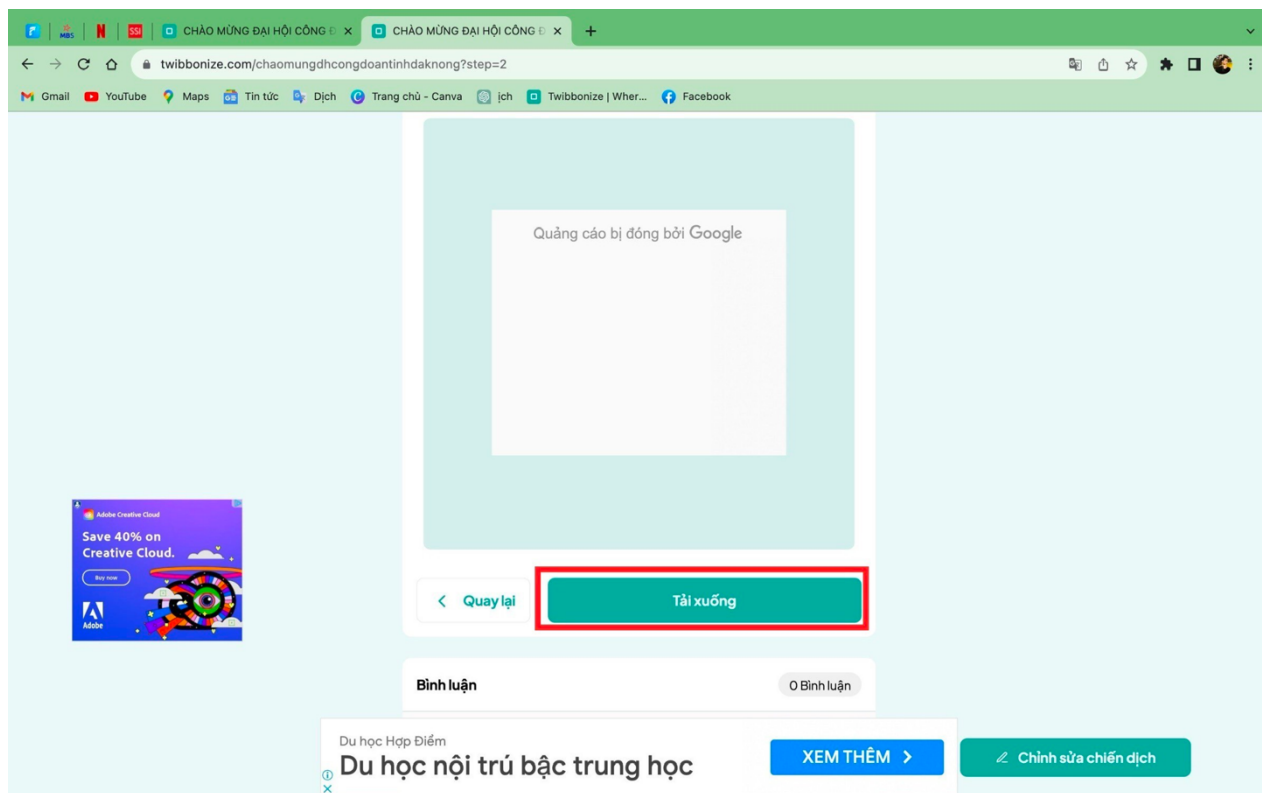 MBS
SSI
CHÀO MỪNG ĐẠI HỘI CÔNG Đ
CHÀO MỪNG ĐẠI HỘI CÔNG Đ
twibbonize.com/chaomungdhcongdoantinhdaknong?step=2
Gmail
YouTube
Maps
Tin tức
Dịch
Trang chủ - Canva
ịch
Twibbonize | Wher...
Facebook
Quảng cáo bị đóng bởi Google
Adobe Creative Cloud
Save 40% on
Creative Cloud.
Buy now
Adobe
Quay lại
Tải xuống
Bình luận
0 Bình luận
Du học Hợp Điểm
Du học nội trú bậc trung học
XEM THÊM
Chỉnh sửa chiến dịch